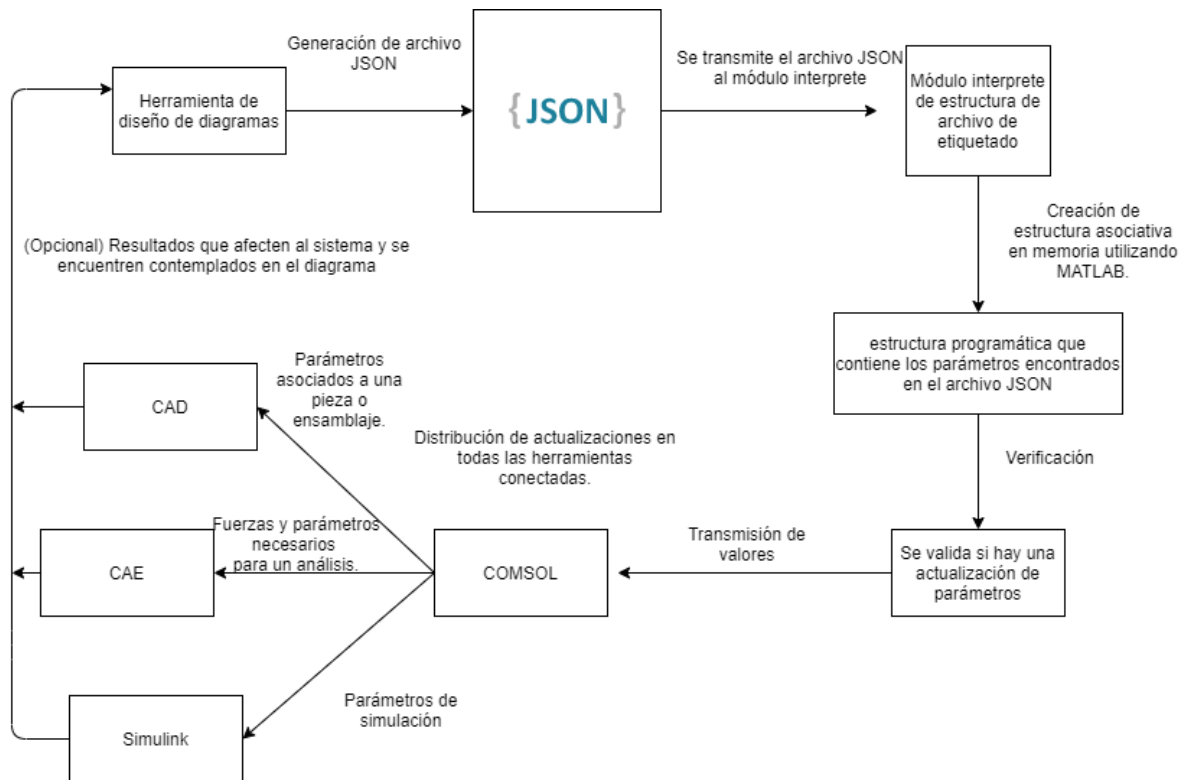 Generación de archivo
JSON
Herramienta de
diseño de diagramas
{JSON}
Se transmite el archivo JSON
al módulo interprete
Módulo interprete
de estructura de
archivo de
etiquetado
Creación de
estructura asociativa
en memoria utilizando
MATLAB.
(Opcional) Resultados que afecten al sistema y se
encuentren contemplados en el diagrama
estructura programática que
contiene los parámetros encontrados
en el archivo JSON
Verificación
Se valida si hay una
actualización de
parámetros
Transmisión de
valores
COMSOL
Distribución de actualizaciones en
todas las herramientas
conectadas.
Parámetros
asociados a una
pieza o
ensamblaje.
CAD
Fuerzas y parámetros
necesarios
para un análisis.
CAE
Parámetros de
simulación
Simulink